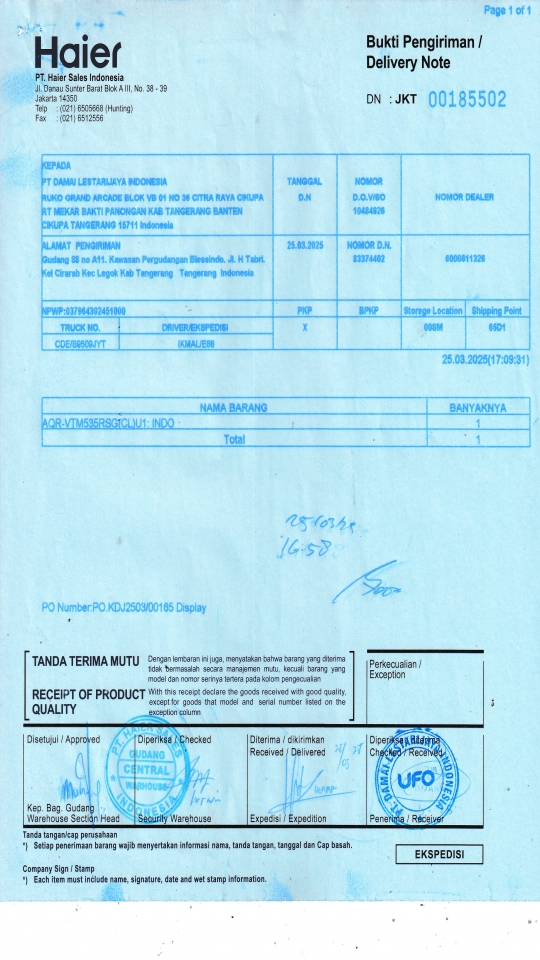 Page 1 of 1
Haier
PT. Haier Sales Indonesia
Jl. Danau Sunter Barat Blok A III, No. 38 - 39
Jakarta 14350
Telp : (021) 6505668 (Hunting)
Fax : (021) 6512556
Bukti Pengiriman /
Delivery Note
DN : JKT 00185502
KEPADA
PT DAMAI LESTARIJAYA INDONESIA
RUKO GRAND ARCADE BLOK VB 01 NO 36 CITRA RAYA CIKUPA
RT MEKAR BAKTI PANONGAN KAB TANGERANG BANTEN
CIKUPA TANGERANG 15711 Indonesia
TANGGAL
D.N
NOMOR
D.O./SO
10484926
NOMOR DEALER
ALAMAT PENGIRIMAN
Gudang 88 no A11. Kawasan Pergudangan Blessindo. Jl. H Tabri.
Kel Cirarab Kec Legok Kab Tangerang Tangerang Indonesia
25.03.2025
NOMOR D.N.
83374402
6000011326
NPWP:037964392451000
PKP
BPKP
Storege Location
Shipping Point
TRUCK NO.
DRIVER/EKSPEDISI
X
65D1
CDE/B9509JYT
IKMAL/E88
25.03.2025(17:09:31)
NAMA BARANG
BANYAKNYA
AQR-VTM535RSG(CL)U1: INDO
1
Total
1
16:58
PO Number:PO.KDJ2503/00165 Display
TANDA TERIMA MUTU
Dengan lembaran ini juga, menyatakan bahwa barang yang diterima
tidak bermasalah secara manajemen mutu, kecuali barang yang
model dan nomor serinya tertera pada kolom pengecualian
RECEIPT OF PRODUCT
QUALITY
With this receipt declare the goods received with good quality,
except for goods that model and serial number listed on the
exception column
Perkecualian /
Exception
Disetujui / Approved
Diperiksa / Checked
Diterima / dikirimkan
Received / Delivered
Diperiksa / Diterima
Checked / Received
PT. HAIER SALES
GUDANG
CENTRAL
WAREHOUSE
INDONESIA
PT. DAMAI LESTARIJAYA INDONESIA
UFO
Kep. Bag. Gudang
Warehouse Section Head
Security Warehouse
Expedisi / Expedition
Penerima / Receiver
Tanda tangan/cap perusahaan
*) Setiap penerimaan barang wajib menyertakan informasi nama, tanda tangan, tanggal dan Cap basah.
EKSPEDISI
Company Sign / Stamp
*) Each item must include name, signature, date and wet stamp information.